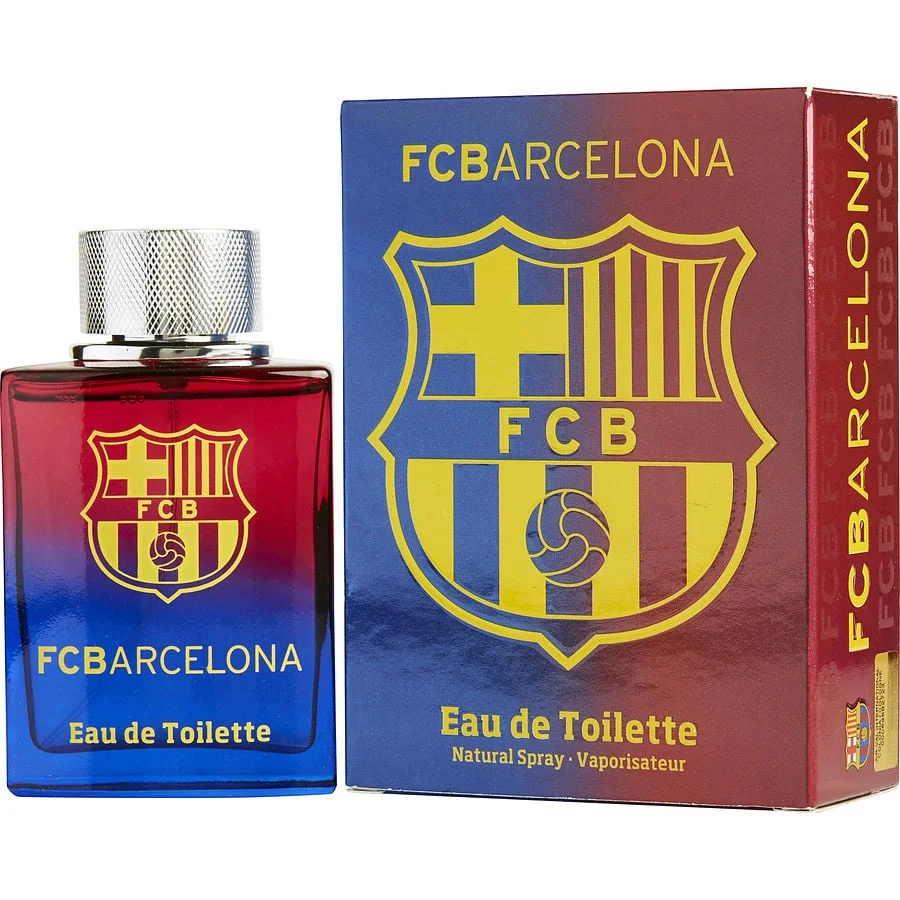 FCB
FCBARCELONA
Eau de Toilette
FCBARCELONA
FCB
Eau de Toilette
Natural Spray · Vaporisateur
FCBARCELONA
FCB FCB FCB